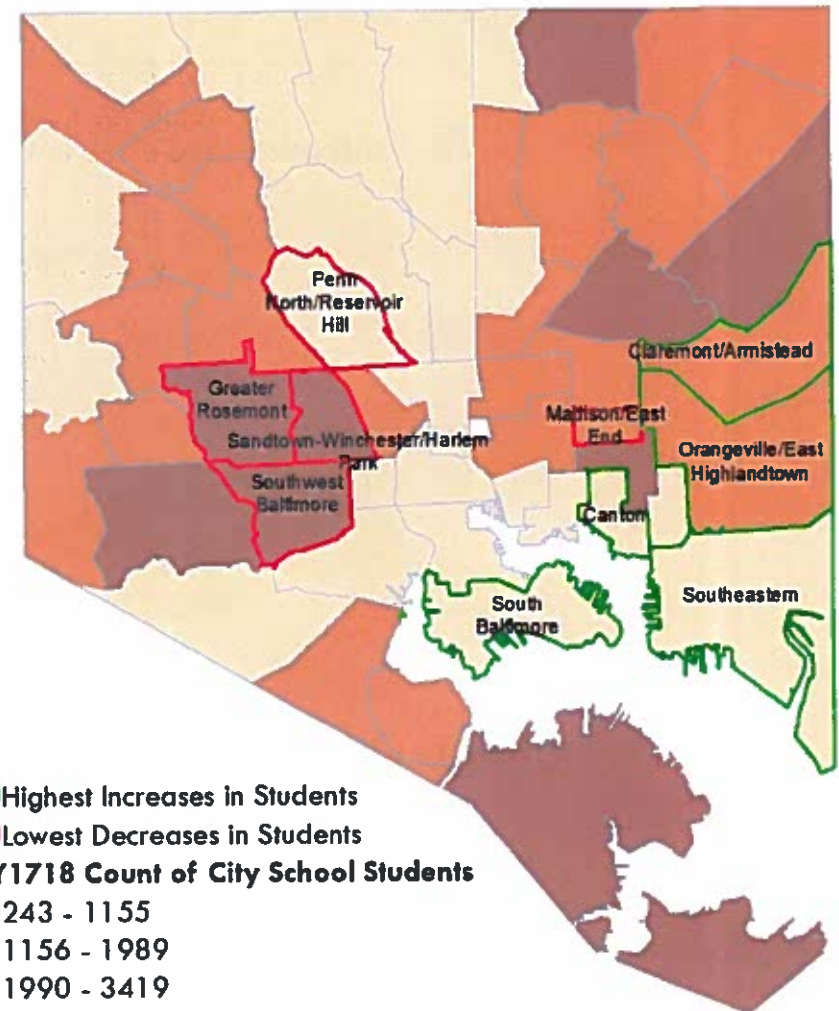 Penn
North/Reservoir
Hill
Claremont/Armistead
Greater
Rosemont
Madison/East
End
Sandtown-Winchester/Harlem
Park
Orangeville/East
Highlandtown
Southwest
Baltimore
Canton
South
Baltimore
Southeastern
Highest Increases in Students
Lowest Decreases in Students
Y1718 Count of City School Students
243 - 1155
1156 - 1989
1990 - 3419